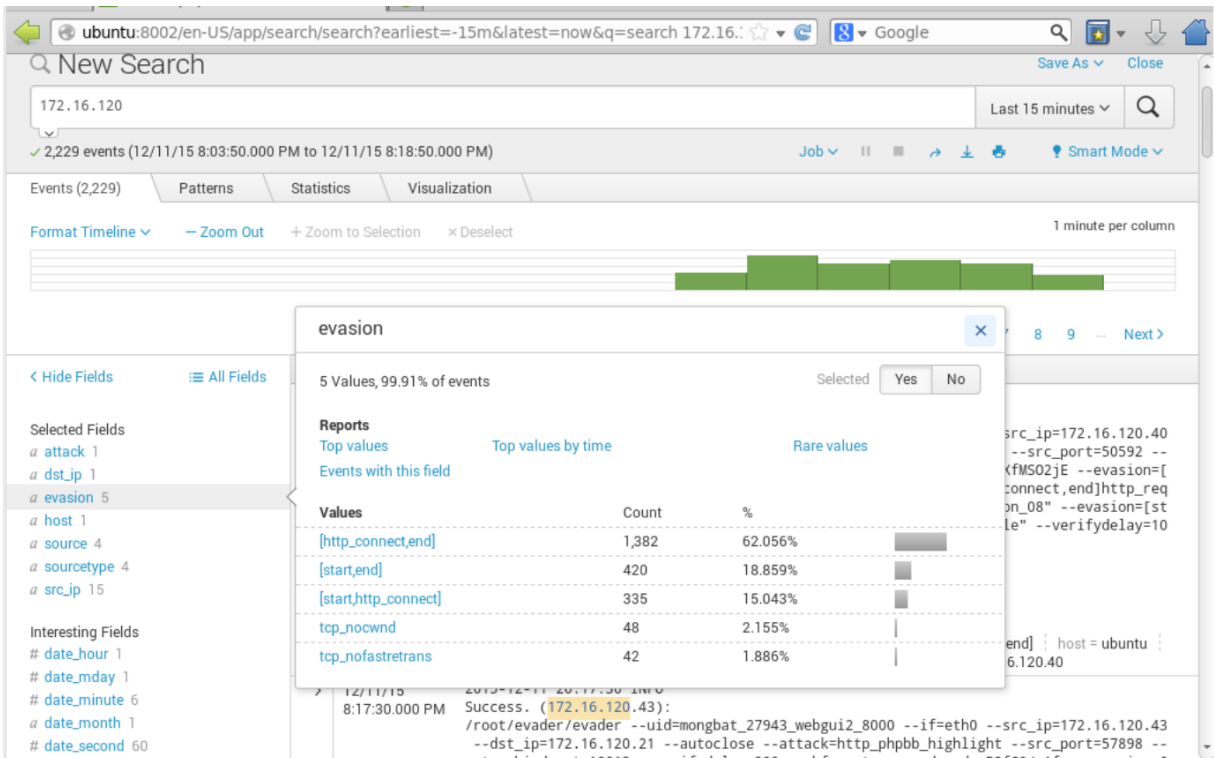 ubuntu:8002/en-US/app/search/search?earliest=-15m&latest=now&q=search 172.16. Google
New Search Save As Close
172.16.120 Last 15 minutes
2,229 events (12/11/15 8:03:50.000 PM to 12/11/15 8:18:50.000 PM) Job Smart Mode
Events (2,229) Patterns Statistics Visualization
Format Timeline — Zoom Out + Zoom to Selection × Deselect 1 minute per column
evasion
8 9 ... Next >
< Hide Fields All Fields
5 Values, 99.91% of events Selected Yes No
Reports
Top values Top values by time Rare values
Events with this field
Values Count %
[http_connect,end] 1,382 62.056%
[start,end] 420 18.859%
[start,http_connect] 335 15.043%
tcp_nocwnd 48 2.155%
tcp_nofastretrans 42 1.886%
Selected Fields
a attack 1
a dst_ip 1
a evasion 5
a host 1
a source 4
a sourcetype 4
a src_ip 15
Interesting Fields
# date_hour 1
# date_mday 1
# date_minute 6
a date_month 1
# date_second 60
src_ip=172.16.120.40
--src_port=50592 --
XfMSO2jE --evasion=[
connect,end]http_req
on_08" --evasion=[st
le" --verifydelay=10
end] host = ubuntu
6.120.40
12/11/15 2015-12-11 20:17:30 INFO
8:17:30.000 PM Success. (172.16.120.43):
/root/evader/evader --uid=mongbat_27943_webgui2_8000 --if=eth0 --src_ip=172.16.120.43
--dst_ip=172.16.120.21 --autoclose --attack=http_phpbb_highlight --src_port=57898 --